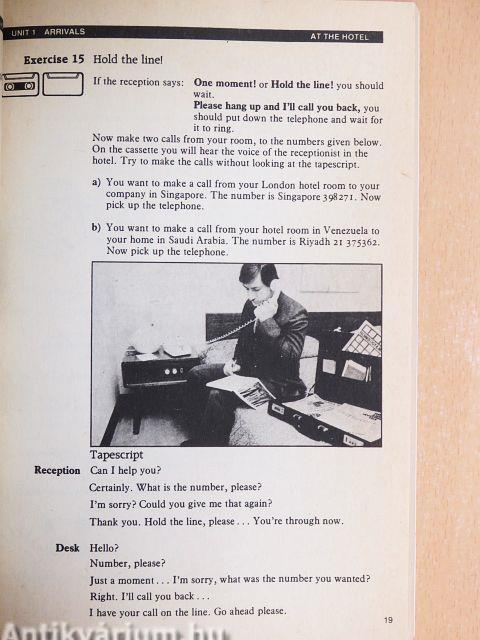 UNIT 1 ARRIVALS
AT THE HOTEL
Exercise 15 Hold the line!
If the reception says: One moment! or Hold the line! you should
wait.
Please hang up and I'll call you back, you
should put down the telephone and wait for
it to ring.
Now make two calls from your room, to the numbers given below.
On the cassette you will hear the voice of the receptionist in the
hotel. Try to make the calls without looking at the tapescript.
a) You want to make a call from your London hotel room to your
company in Singapore. The number is Singapore 398271. Now
pick up the telephone.
b) You want to make a call from your hotel room in Venezuela to
your home in Saudi Arabia. The number is Riyadh 21 375362.
Now pick up the telephone.
Tapescript
Reception Can I help you?
Certainly. What is the number, please?
I'm sorry? Could you give me that again?
Thank you. Hold the line, please... You're through now.
Desk Hello?
Number, please?
Just a moment... I'm sorry, what was the number you wanted?
Right. I'll call you back...
I have your call on the line. Go ahead please.
19
Antikvárium.hu